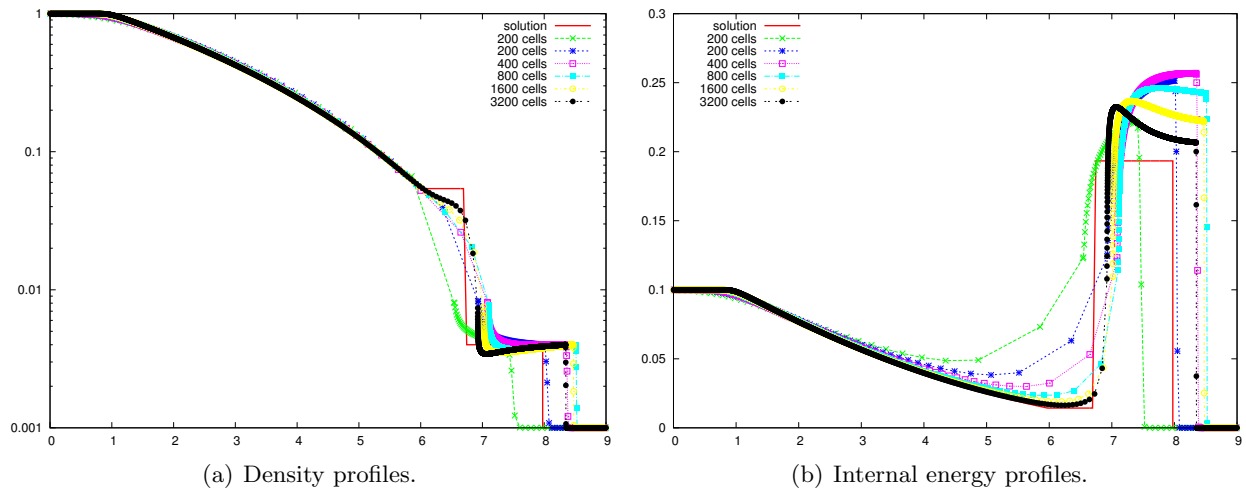 1
0.1
0.01
0.001
0
1
2
3
4
5
6
7
8
9
solution
200 cells
200 cells
400 cells
800 cells
1600 cells
3200 cells
(a) Density profiles.
0.3
0.25
0.2
0.15
0.1
0.05
0
0
1
2
3
4
5
6
7
8
9
solution
200 cells
200 cells
400 cells
800 cells
1600 cells
3200 cells
(b) Internal energy profiles.